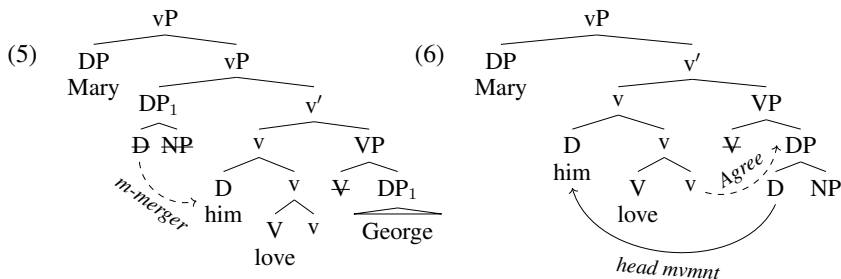 (5)
vP
DP
Mary
vP
DP₁
D NP
v′
v
VP
D
him
v
V
love
v
V
DP₁
George
m-merger
(6)
vP
DP
Mary
v′
v
VP
D
him
v
V
love
v
V
DP
D
NP
Agree
head mvmnt